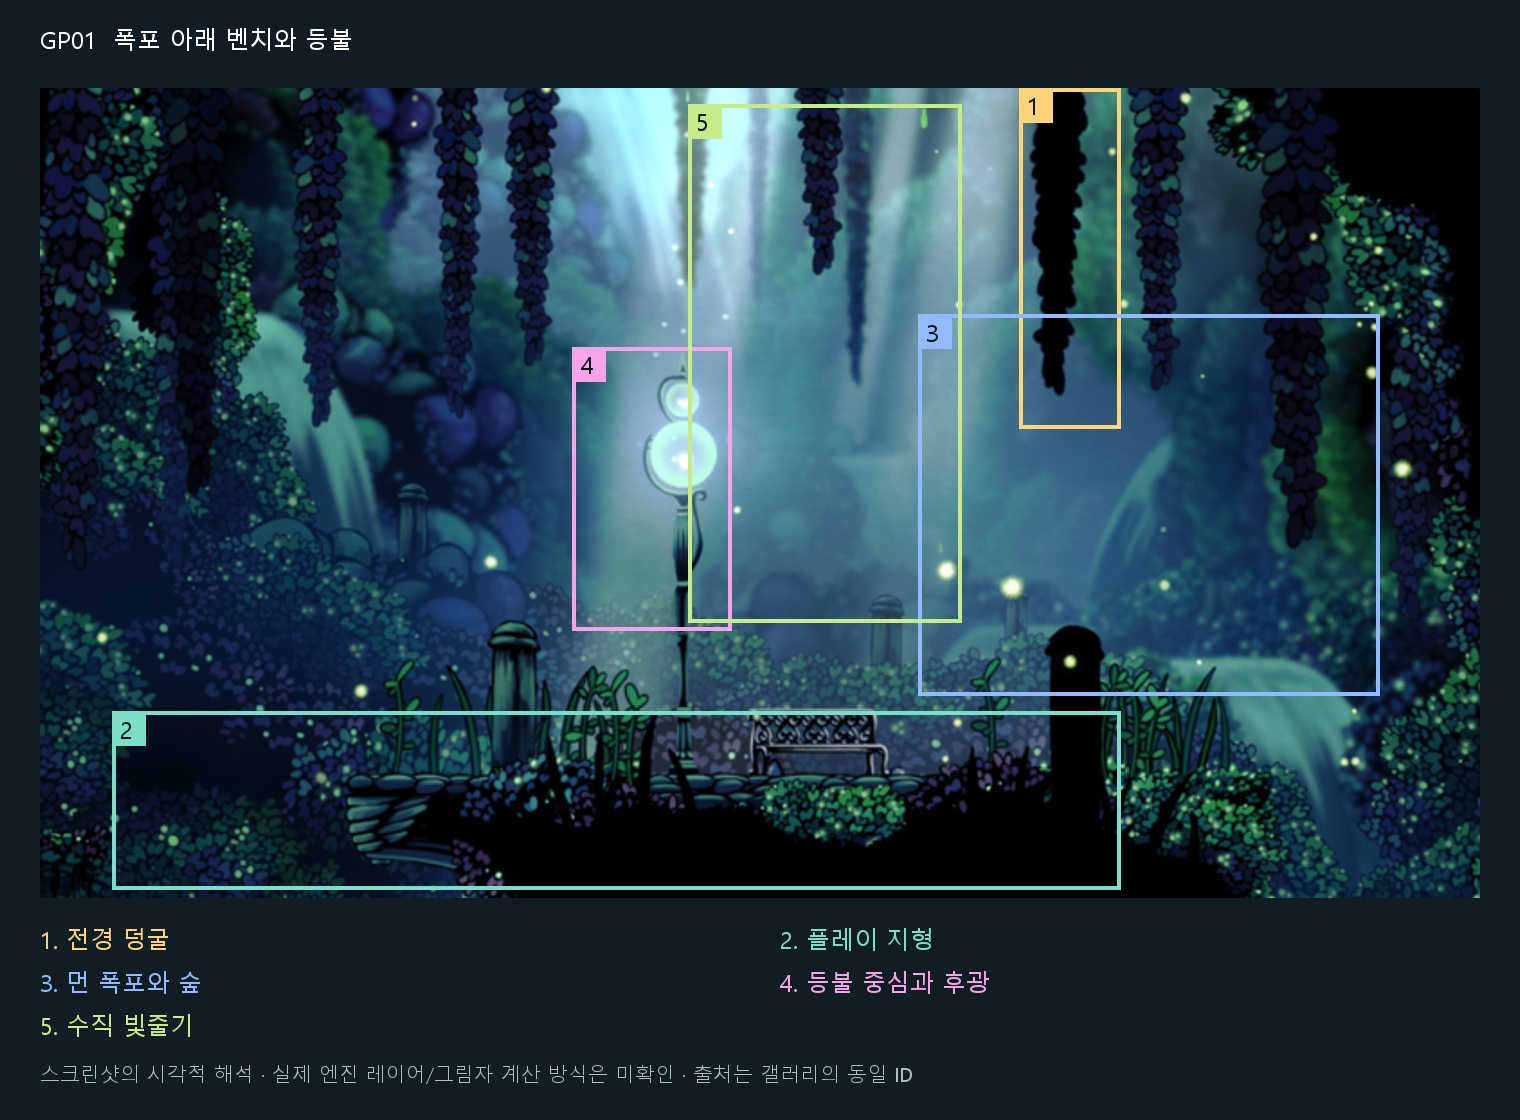 GP01 폭포 아래 벤치와 등불
5
1
3
4
2
1. 전경 덩굴
2. 플레이 지형
3. 먼 폭포와 숲
4. 등불 중심과 후광
5. 수직 빛줄기
스크린샷의 시각적 해석 · 실제 엔진 레이어/그림자 계산 방식은 미확인 · 출처는 갤러리의 동일 ID